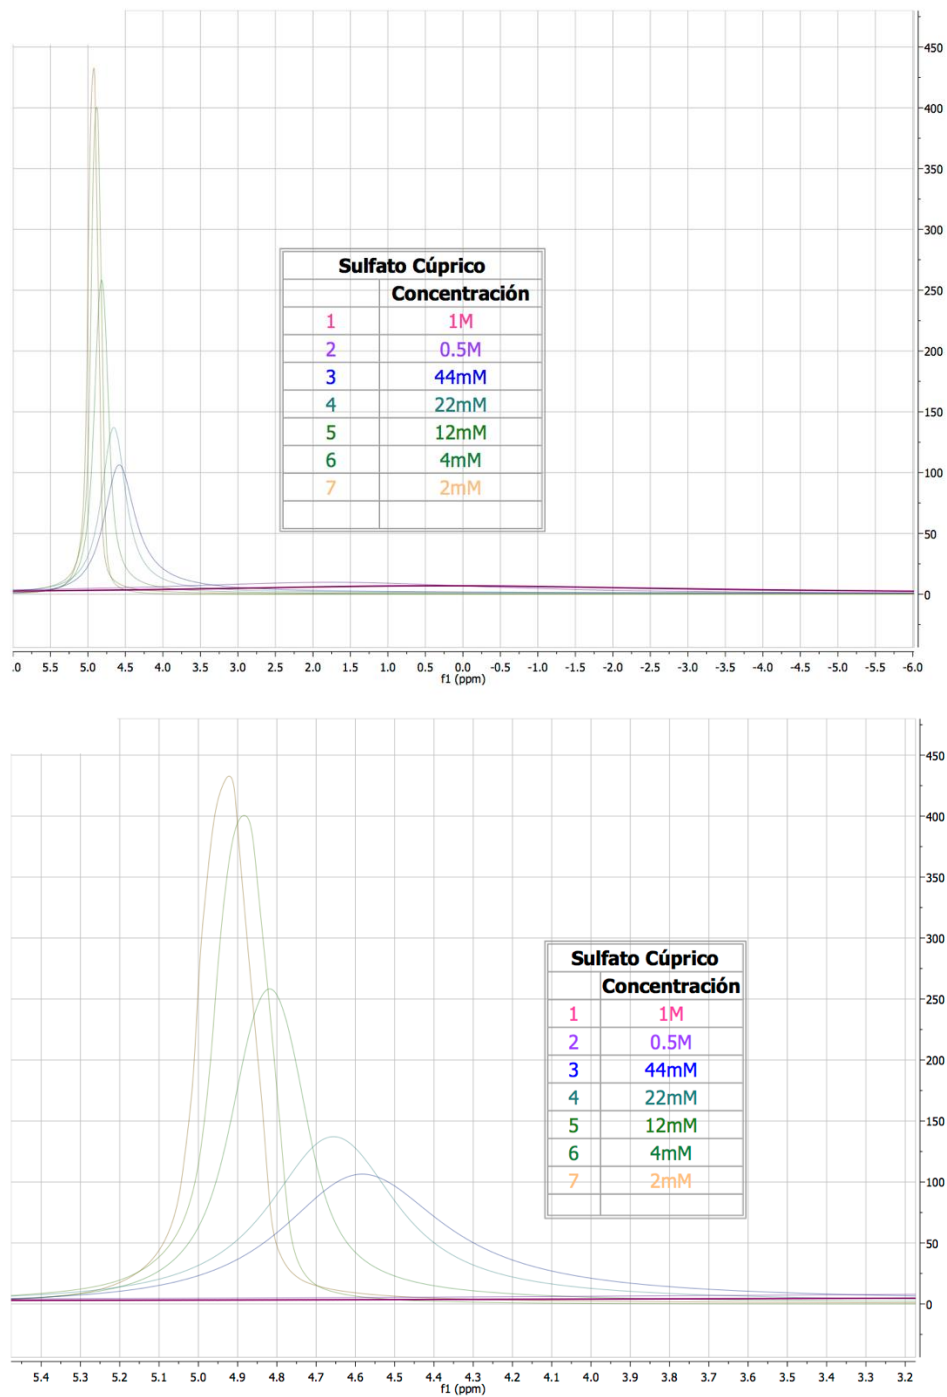 450
400
350
300
250
200
150
100
50
0
Sulfato Cúprico
Concentración
1 1M
2 0.5M
3 44mM
4 22mM
5 12mM
6 4mM
7 2mM
.0 5.5 5.0 4.5 4.0 3.5 3.0 2.5 2.0 1.5 1.0 0.5 0.0 -0.5 -1.0 -1.5 -2.0 -2.5 -3.0 -3.5 -4.0 -4.5 -5.0 -5.5 -6.0
f1 (ppm)
450
400
350
300
250
200
150
100
50
0
Sulfato Cúprico
Concentración
1 1M
2 0.5M
3 44mM
4 22mM
5 12mM
6 4mM
7 2mM
5.4 5.3 5.2 5.1 5.0 4.9 4.8 4.7 4.6 4.5 4.4 4.3 4.2 4.1 4.0 3.9 3.8 3.7 3.6 3.5 3.4 3.3 3.2
f1 (ppm)